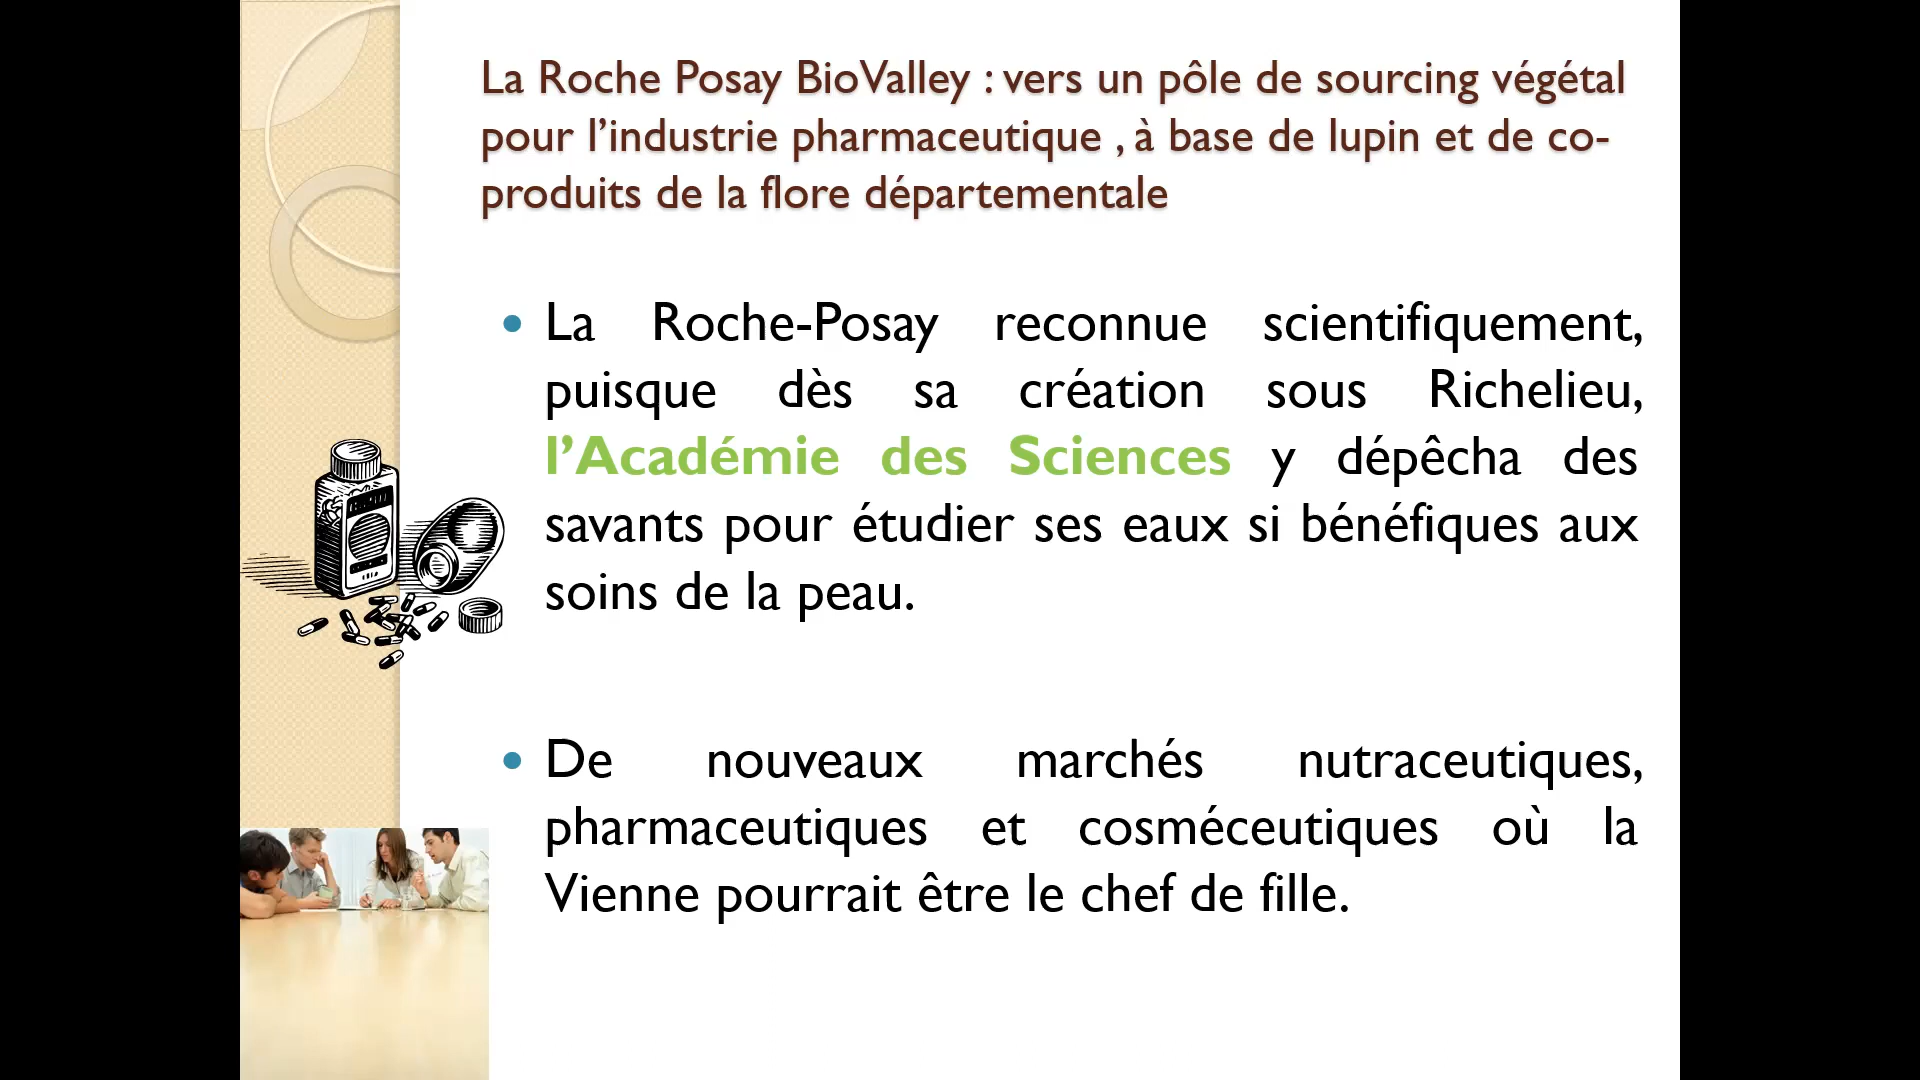 La Roche Posay BioValley : vers un pôle de sourcing végétal
pour l’industrie pharmaceutique , à base de lupin et de co-
produits de la flore départementale
• La Roche-Posay reconnue scientifiquement,
puisque dès sa création sous Richelieu,
l’Académie des Sciences y dépêcha des
savants pour étudier ses eaux si bénéfiques aux
soins de la peau.
• De nouveaux marchés nutraceutiques,
pharmaceutiques et cosméceutiques où la
Vienne pourrait être le chef de fille.